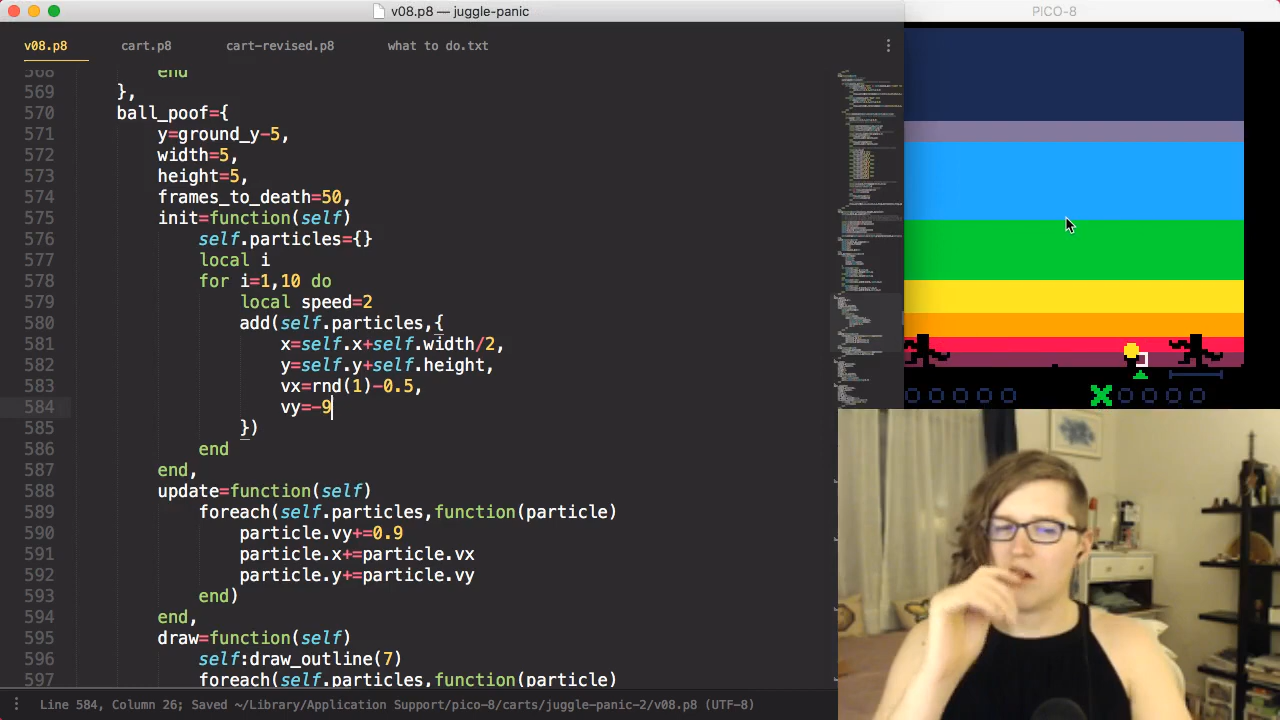 v08.p8 — juggle-panic
PICO-8
v08.p8
cart.p8
cart-revised.p8
what to do.txt
568 end
569 },
570 ball_poof={
571 y=ground_y-5,
572 width=5,
573 height=5,
574 frames_to_death=50,
575 init=function(self)
576 self.particles={}
577 local i
578 for i=1,10 do
579 local speed=2
580 add(self.particles,{
581 x=self.x+self.width/2,
582 y=self.y+self.height,
583 vx=rnd(1)-0.5,
584 vy=-9
585 })
586 end
587 end,
588 update=function(self)
589 foreach(self.particles,function(particle)
590 particle.vy+=0.9
591 particle.x+=particle.vx
592 particle.y+=particle.vy
593 end)
594 end,
595 draw=function(self)
596 self:draw_outline(7)
597 foreach(self.particles,function(particle)
Line 584, Column 26; Saved ~/Library/Application Support/pico-8/carts/juggle-panic-2/v08.p8 (UTF-8)